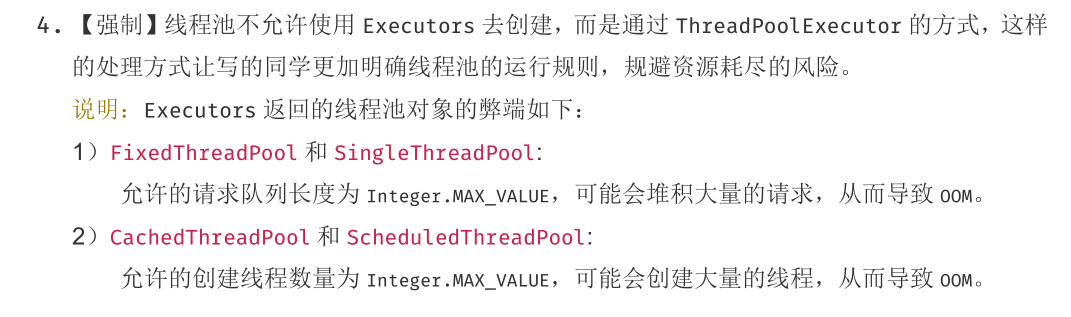 4. 【强制】线程池不允许使用 Executors 去创建，而是通过 ThreadPoolExecutor 的方式，这样
的处理方式让写的同学更加明确线程池的运行规则，规避资源耗尽的风险。
说明：Executors 返回的线程池对象的弊端如下：
1）FixedThreadPool 和 SingleThreadPool:
允许的请求队列长度为 Integer.MAX_VALUE，可能会堆积大量的请求，从而导致 OOM。
2）CachedThreadPool 和 ScheduledThreadPool:
允许的创建线程数量为 Integer.MAX_VALUE，可能会创建大量的线程，从而导致 OOM。